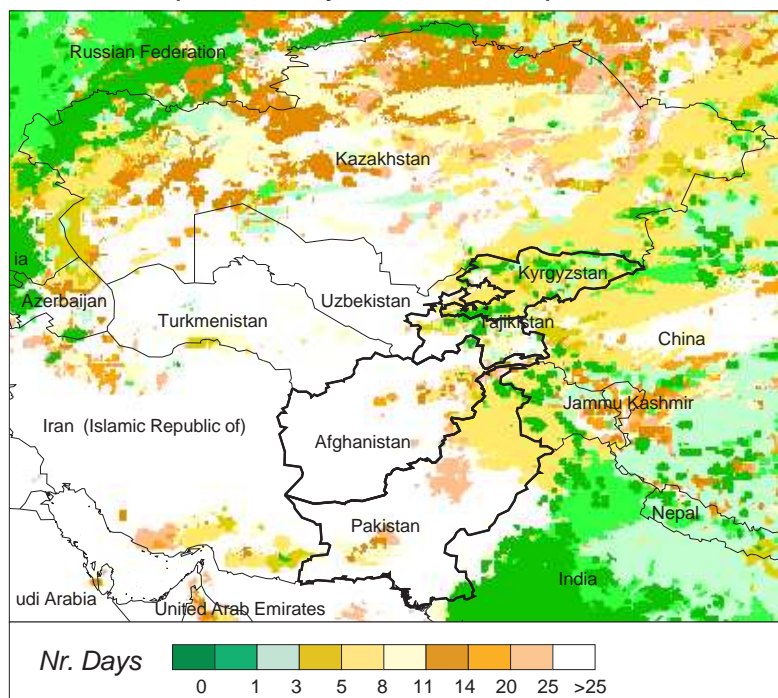 Russian Federation
Kazakhstan
ia
Kyrgyzstan
Azerbaijan
Uzbekistan
Turkmenistan
Tajikistan
China
Jammu Kashmir
Iran (Islamic Republic of)
Afghanistan
Nepal
Pakistan
India
udi Arabia
United Arab Emirates
Nr. Days
0 1 3 5 8 11 14 20 25 >25